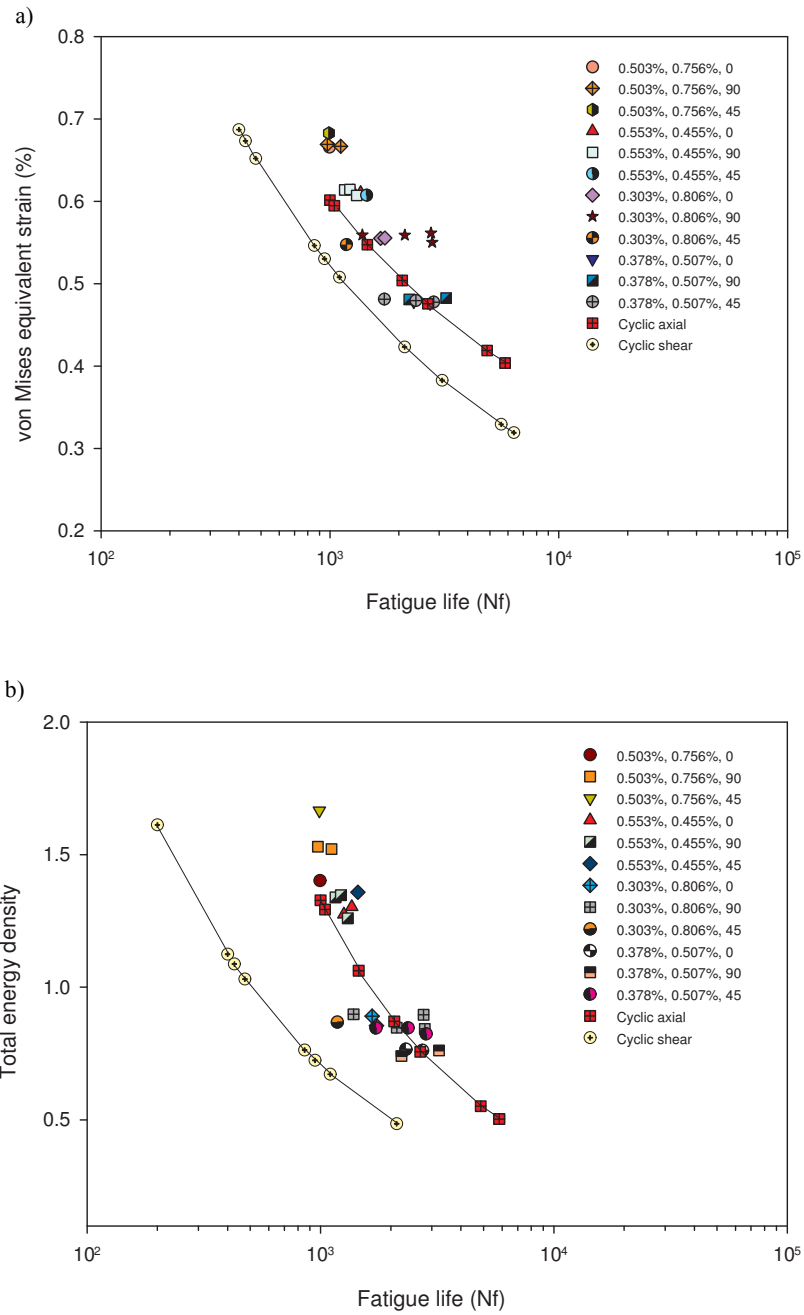 a)
0.8
0.7
0.6
0.5
0.4
0.3
0.2
von Mises equivalent strain (%)
10²
10³
10⁴
10⁵
Fatigue life (Nf)
0.503%, 0.756%, 0
0.503%, 0.756%, 90
0.503%, 0.756%, 45
0.553%, 0.455%, 0
0.553%, 0.455%, 90
0.553%, 0.455%, 45
0.303%, 0.806%, 0
0.303%, 0.806%, 90
0.303%, 0.806%, 45
0.378%, 0.507%, 0
0.378%, 0.507%, 90
0.378%, 0.507%, 45
Cyclic axial
Cyclic shear
b)
2.0
1.5
1.0
0.5
Total energy density
10²
10³
10⁴
10⁵
Fatigue life (Nf)
0.503%, 0.756%, 0
0.503%, 0.756%, 90
0.503%, 0.756%, 45
0.553%, 0.455%, 0
0.553%, 0.455%, 90
0.553%, 0.455%, 45
0.303%, 0.806%, 0
0.303%, 0.806%, 90
0.303%, 0.806%, 45
0.378%, 0.507%, 0
0.378%, 0.507%, 90
0.378%, 0.507%, 45
Cyclic axial
Cyclic shear